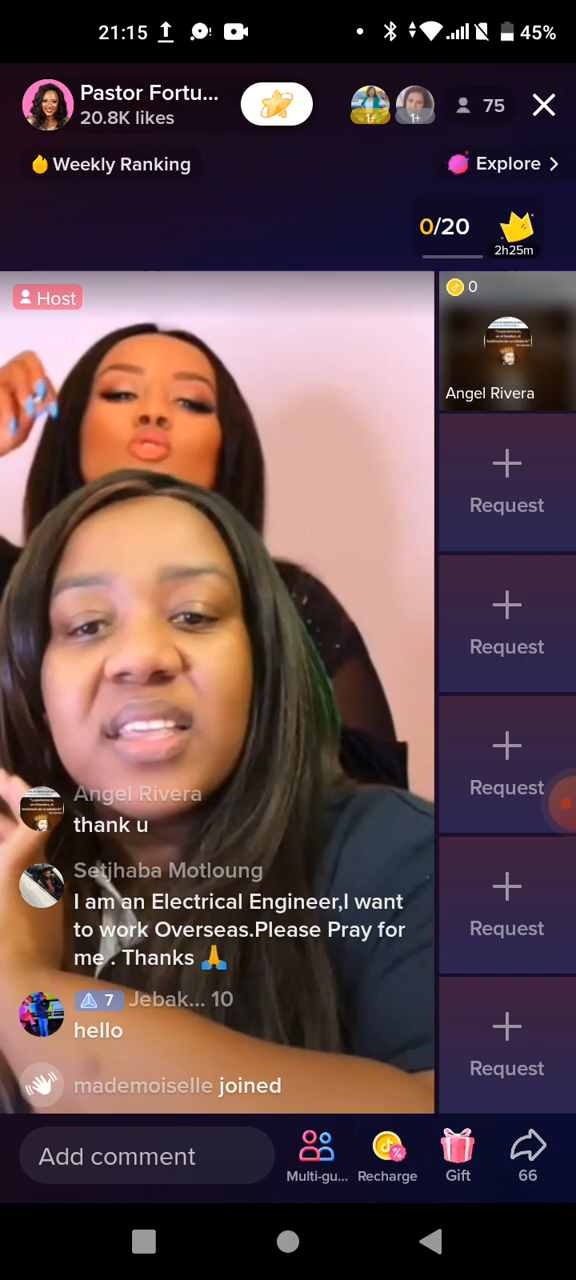 21:15
45%
Pastor Fortu...
20.8K likes
1+
1+
75
Weekly Ranking
Explore
0/20
2h25m
Host
0
Angel Rivera
Request
Request
Request
Request
Request
Angel Rivera
thank u
Setjhaba Motloung
I am an Electrical Engineer,I want
to work Overseas.Please Pray for
me . Thanks 🙏
7 Jebak... 10
hello
mademoiselle joined
Add comment
Multi-gu...
Recharge
Gift
66